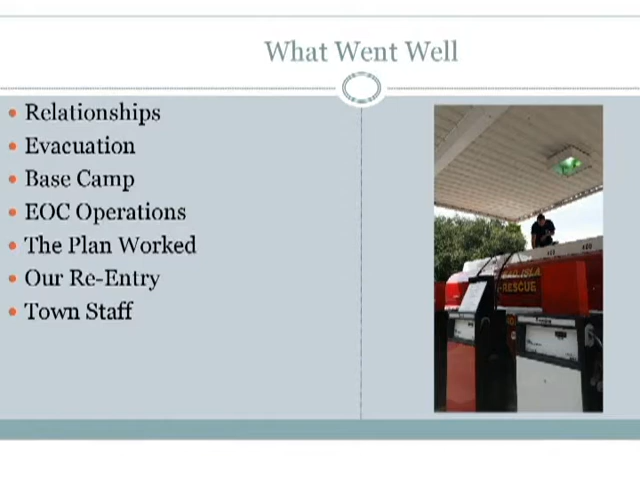 What Went Well
Relationships
Evacuation
Base Camp
EOC Operations
The Plan Worked
Our Re-Entry
Town Staff
RESCUE